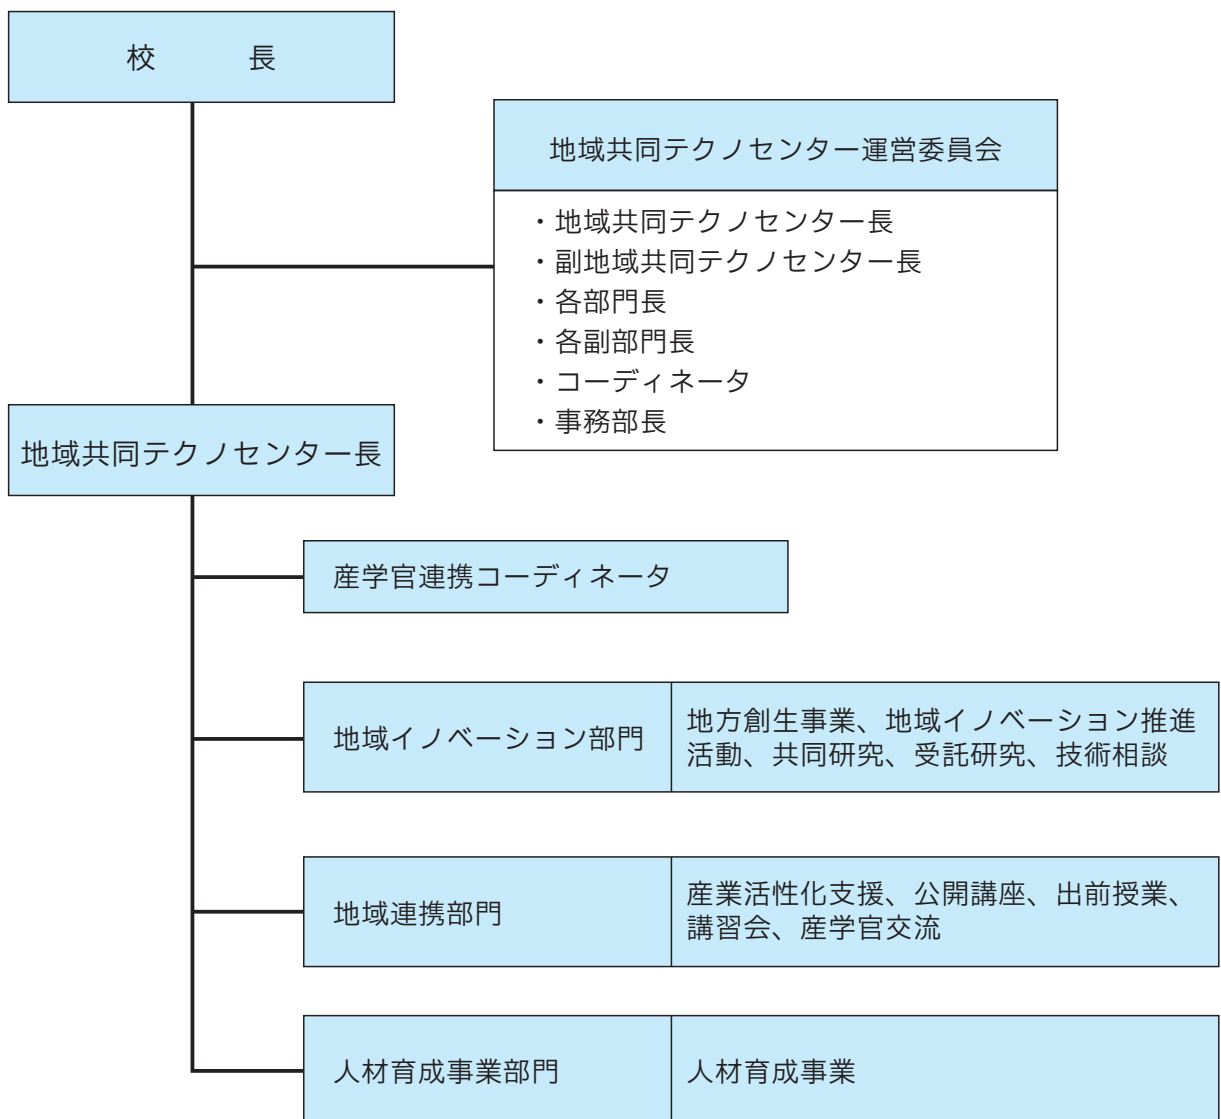 校　長
地域共同テクノセンター運営委員会
・地域共同テクノセンター長
・副地域共同テクノセンター長
・各部門長
・各副部門長
・コーディネータ
・事務部長
地域共同テクノセンター長
産学官連携コーディネータ
地域イノベーション部門
地方創生事業、地域イノベーション推進
活動、共同研究、受託研究、技術相談
地域連携部門
産業活性化支援、公開講座、出前授業、
講習会、産学官交流
人材育成事業部門
人材育成事業